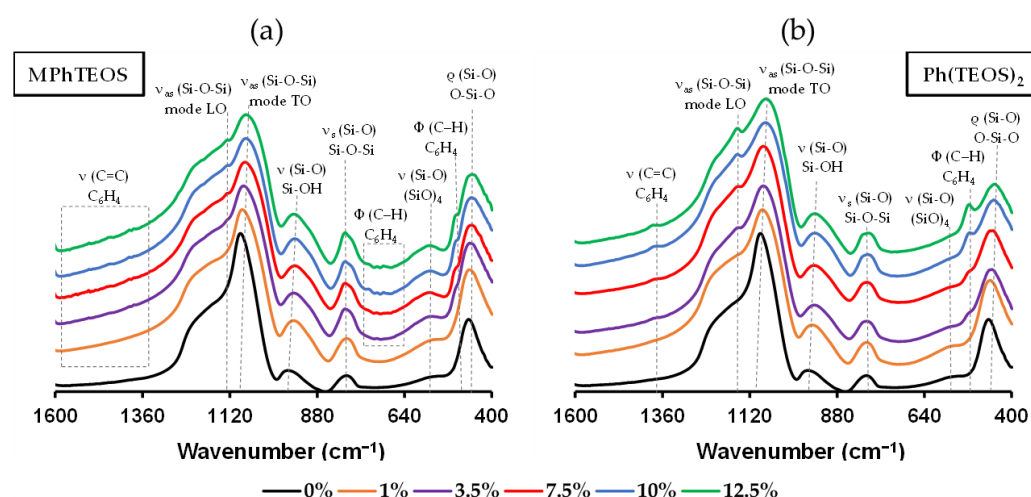 (a)
MPhTEOS
νas (Si-O-Si)
mode LO
νas (Si-O-Si)
mode TO
ν (C=C)
C6H4
ν (Si-O)
Si-OH
νs (Si-O)
Si-O-Si
Φ (C–H)
C6H4
Φ (C–H)
C6H4
ν (Si-O)
(SiO)4
ϱ (Si-O)
O-Si-O
1600 1360 1120 880 640 400
Wavenumber (cm−1)
(b)
Ph(TEOS)2
νas (Si-O-Si)
mode LO
νas (Si-O-Si)
mode TO
ν (C=C)
C6H4
ν (Si-O)
Si-OH
νs (Si-O)
Si-O-Si
ν (Si-O)
(SiO)4
Φ (C–H)
C6H4
ϱ (Si-O)
O-Si-O
1600 1360 1120 880 640 400
Wavenumber (cm−1)
0% 1% 3.5% 7.5% 10% 12.5%